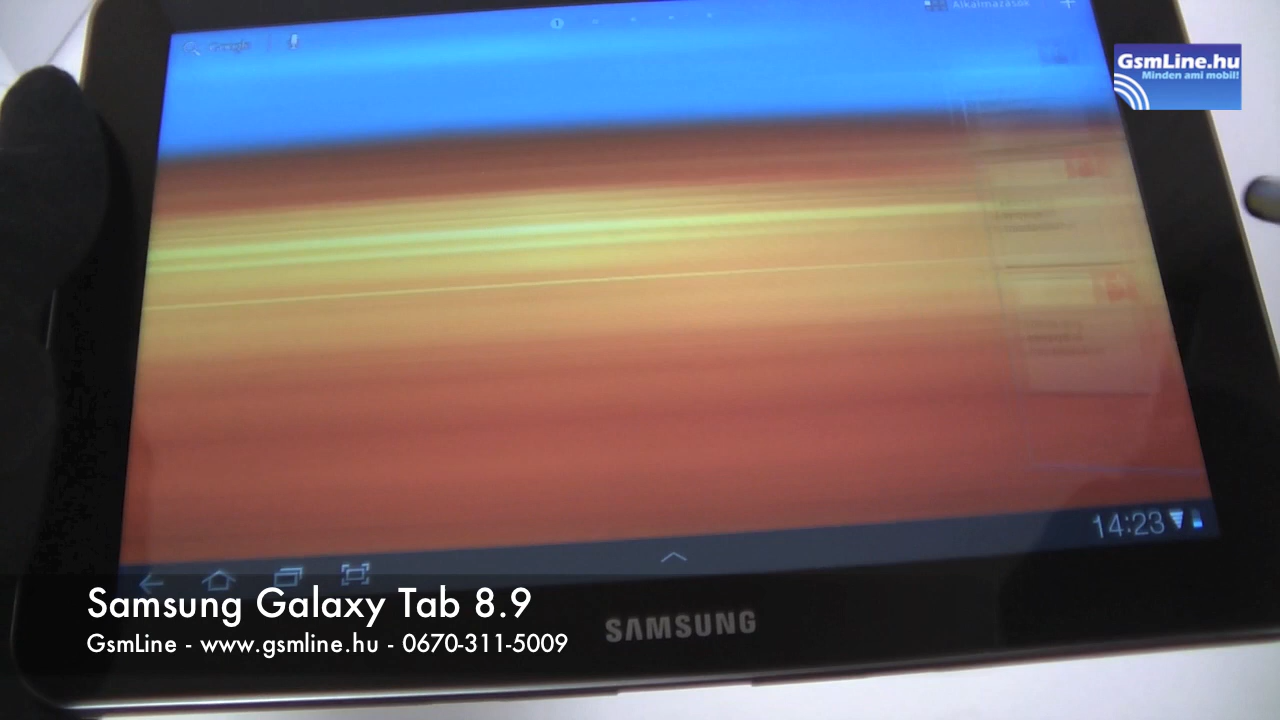 Google
Alkalmazások
GsmLine.hu
Minden ami mobil!
14:23
Samsung Galaxy Tab 8.9
GsmLine - www.gsmline.hu - 0670-311-5009
SAMSUNG